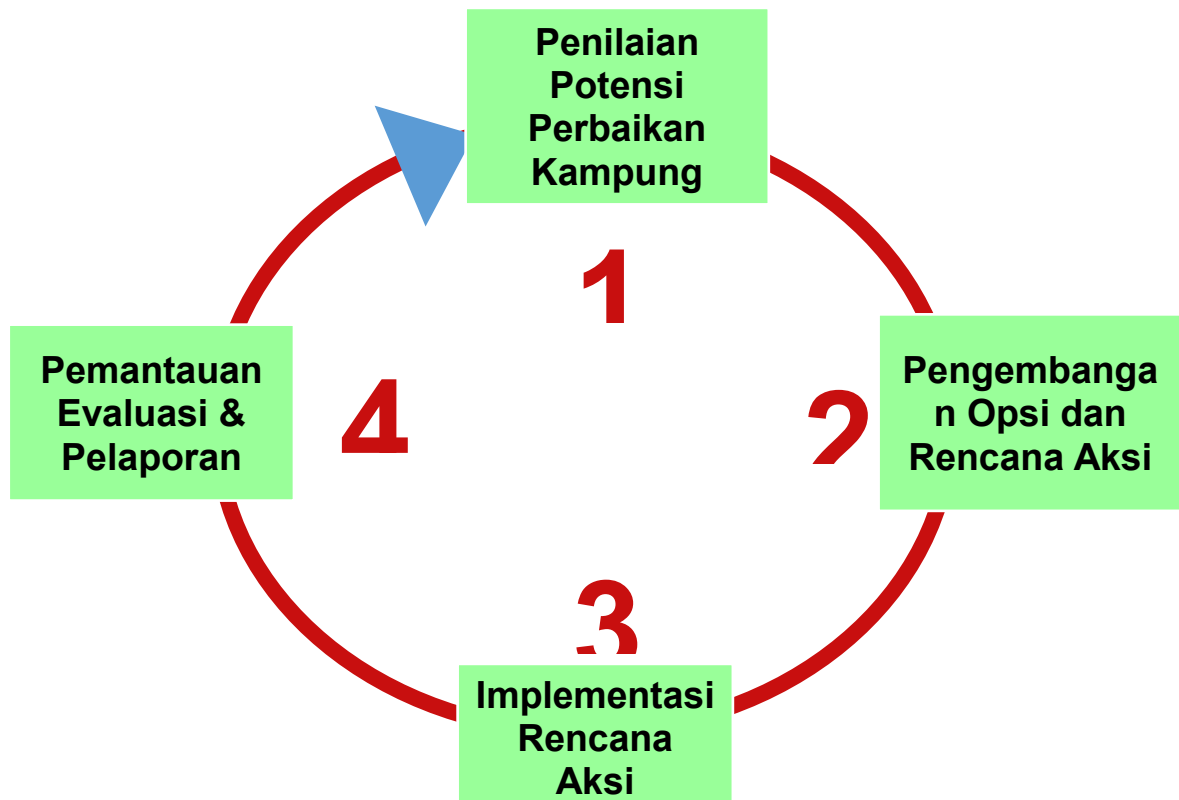 Penilaian
Potensi
Perbaikan
Kampung
1
Pengembanga
n Opsi dan
Rencana Aksi
2
3
Implementasi
Rencana
Aksi
Pemantauan
Evaluasi &
Pelaporan
4